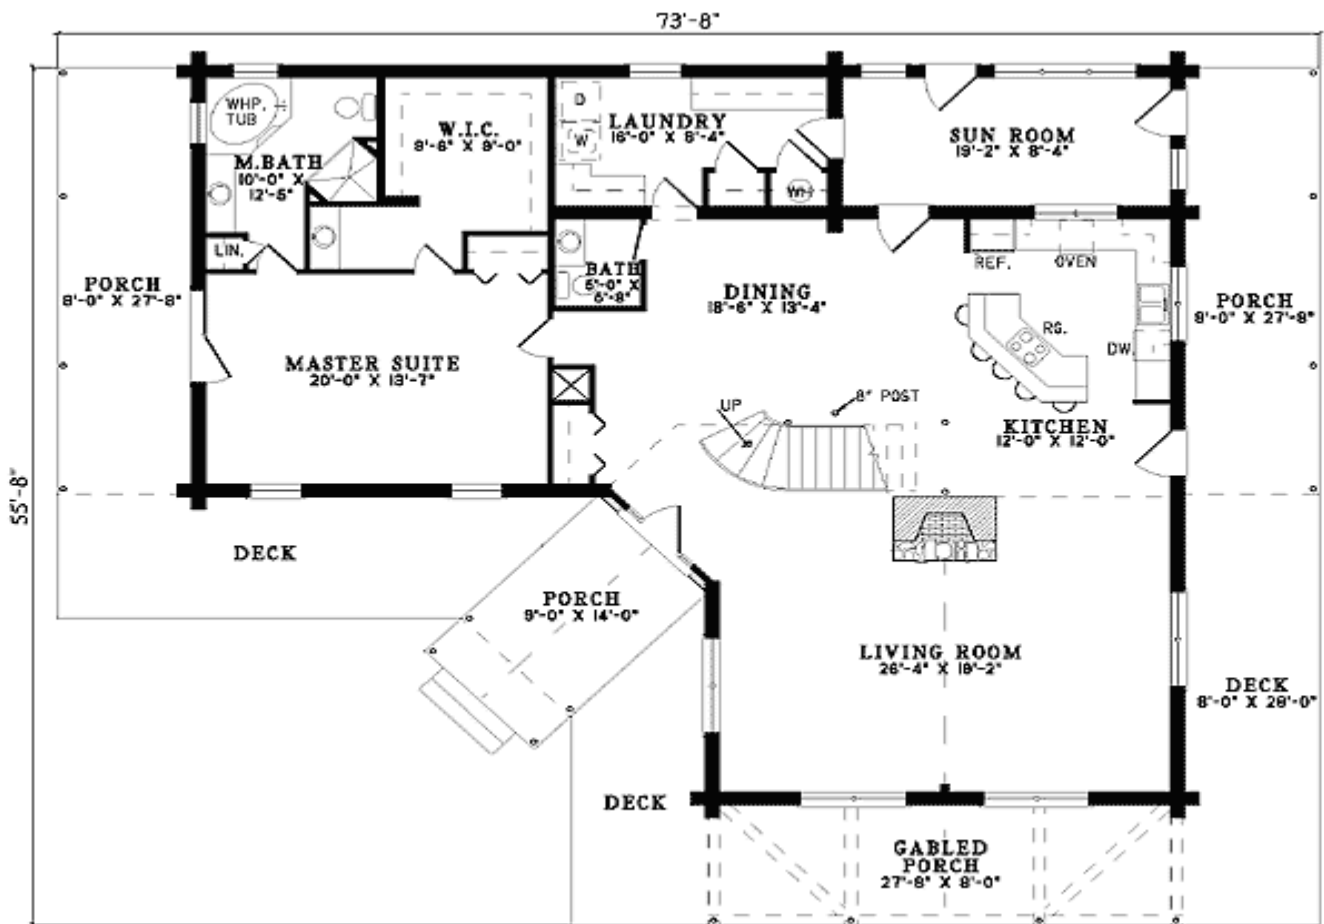 73'-8"
WHP.
TUB
M.BATH
10'-0" X
12'-5"
W.I.C.
9'-6" X 9'-0"
D
W
LAUNDRY
16'-0" X 8'-4"
WH
SUN ROOM
19'-2" X 8'-4"
LIN.
BATH
5'-0" X
6'-8"
REF.
OVEN
PORCH
8'-0" X 27'-8"
DINING
18'-6" X 13'-4"
RG.
DW.
PORCH
8'-0" X 27'-8"
MASTER SUITE
20'-0" X 13'-7"
UP
8" POST
KITCHEN
12'-0" X 12'-0"
55'-8"
DECK
PORCH
9'-0" X 14'-0"
LIVING ROOM
26'-4" X 19'-2"
DECK
8'-0" X 28'-0"
DECK
GABLED
PORCH
27'-8" X 8'-0"